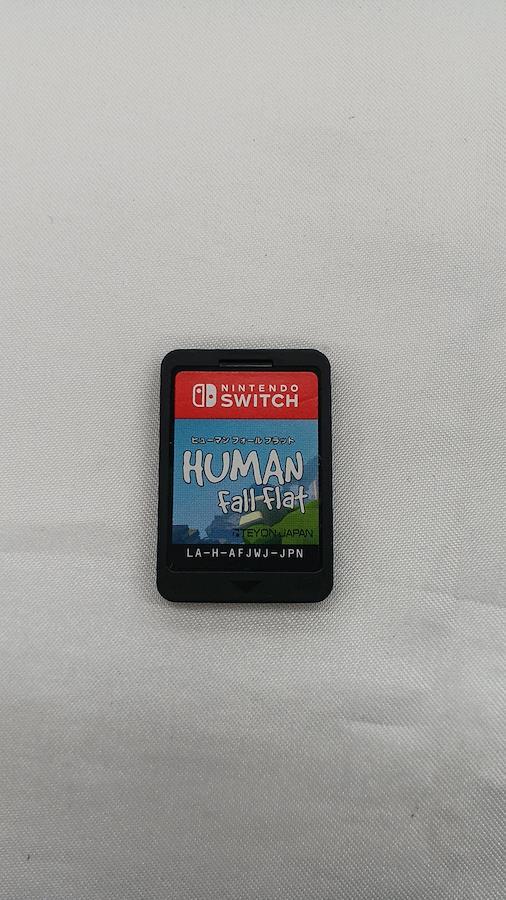 NINTENDO
SWITCH
ヒューマン フォール フラット
HUMAN
fall flat
TEYON JAPAN
LA-H-AFJWJ-JPN